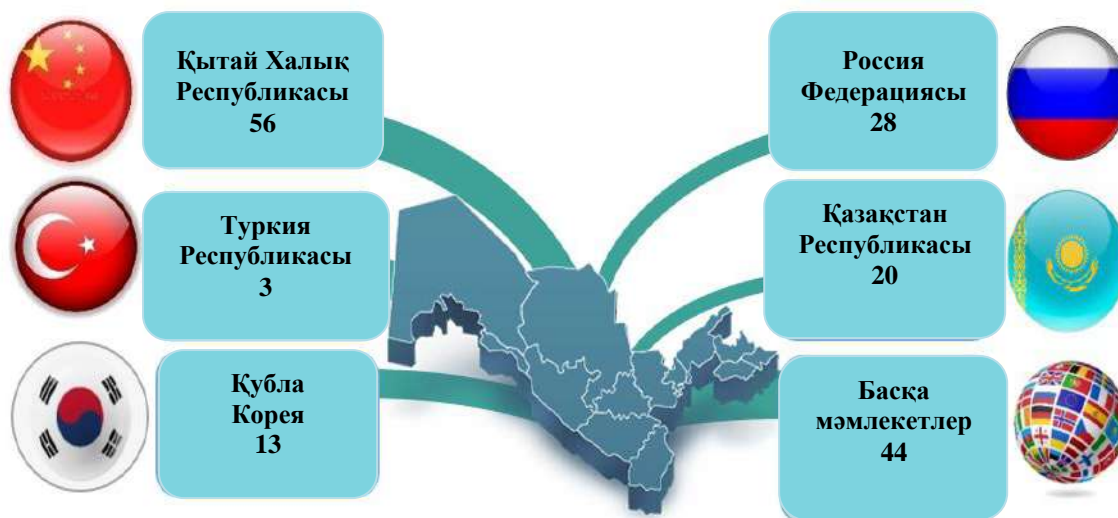 Қытай Халық
Республикасы
56
Туркия
Республикасы
3
Қубла
Корея
13
Россия
Федерациясы
28
Қазақстан
Республикасы
20
Басқа
мәмлекетлер
44